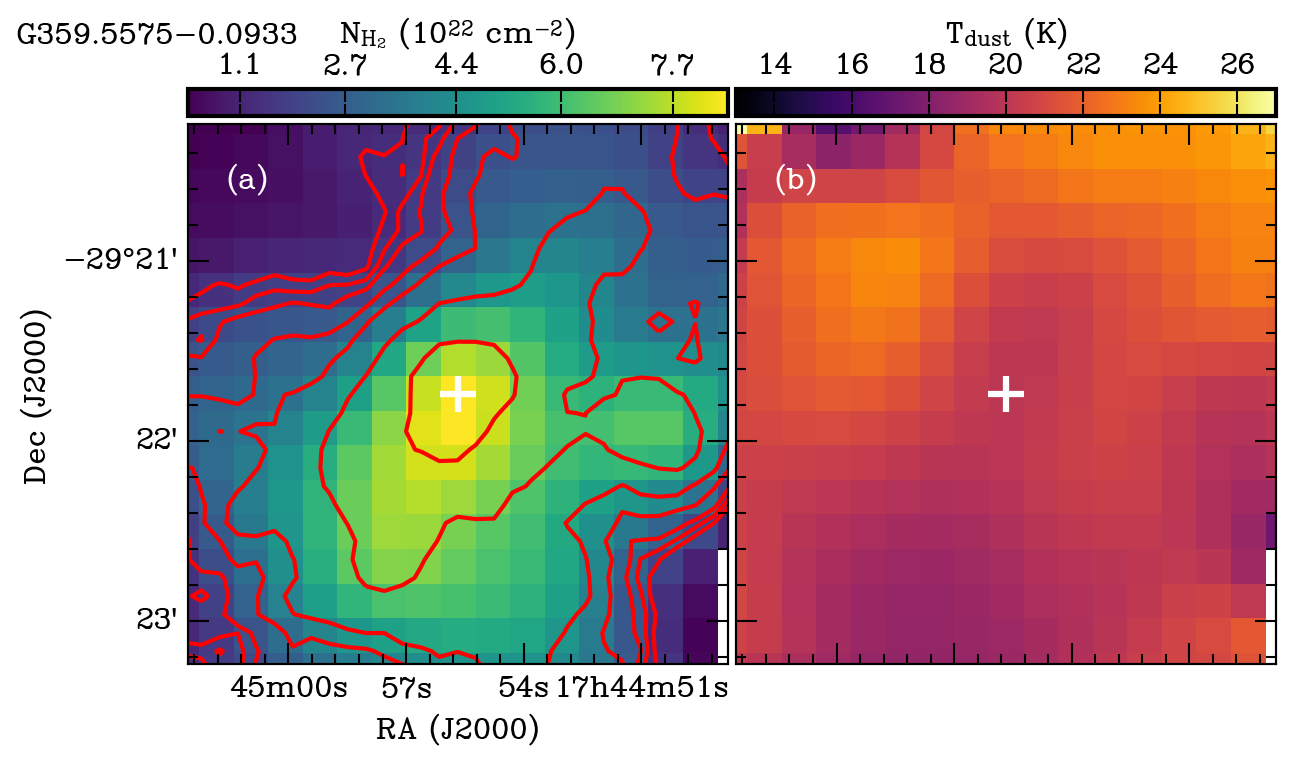 G359.5575−0.0933 N_H₂ (10²² cm⁻²) T_dust (K)
1.1 2.7 4.4 6.0 7.7 14 16 18 20 22 24 26
(a) (b)
−29°21'
22'
23'
Dec (J2000)
45m00s 57s 54s 17h44m51s
RA (J2000)